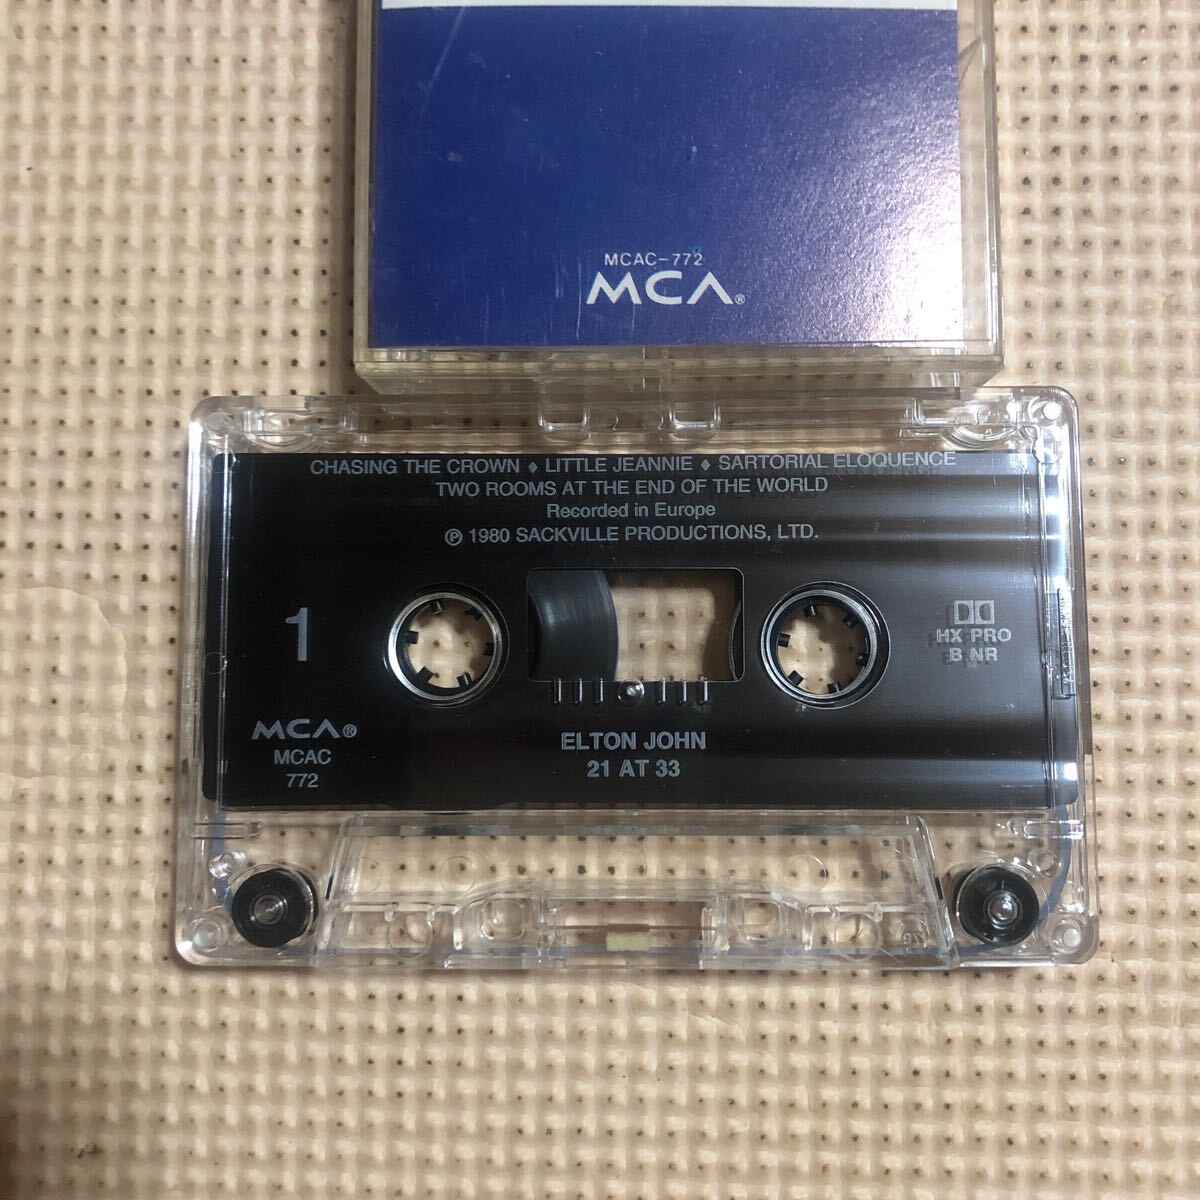 MCAC-772
MCA®
CHASING THE CROWN ♦ LITTLE JEANNIE ♦ SARTORIAL ELOQUENCE
TWO ROOMS AT THE END OF THE WORLD
Recorded in Europe
℗ 1980 SACKVILLE PRODUCTIONS, LTD.
1
HX PRO
B NR
MCA®
MCAC
772
ELTON JOHN
21 AT 33